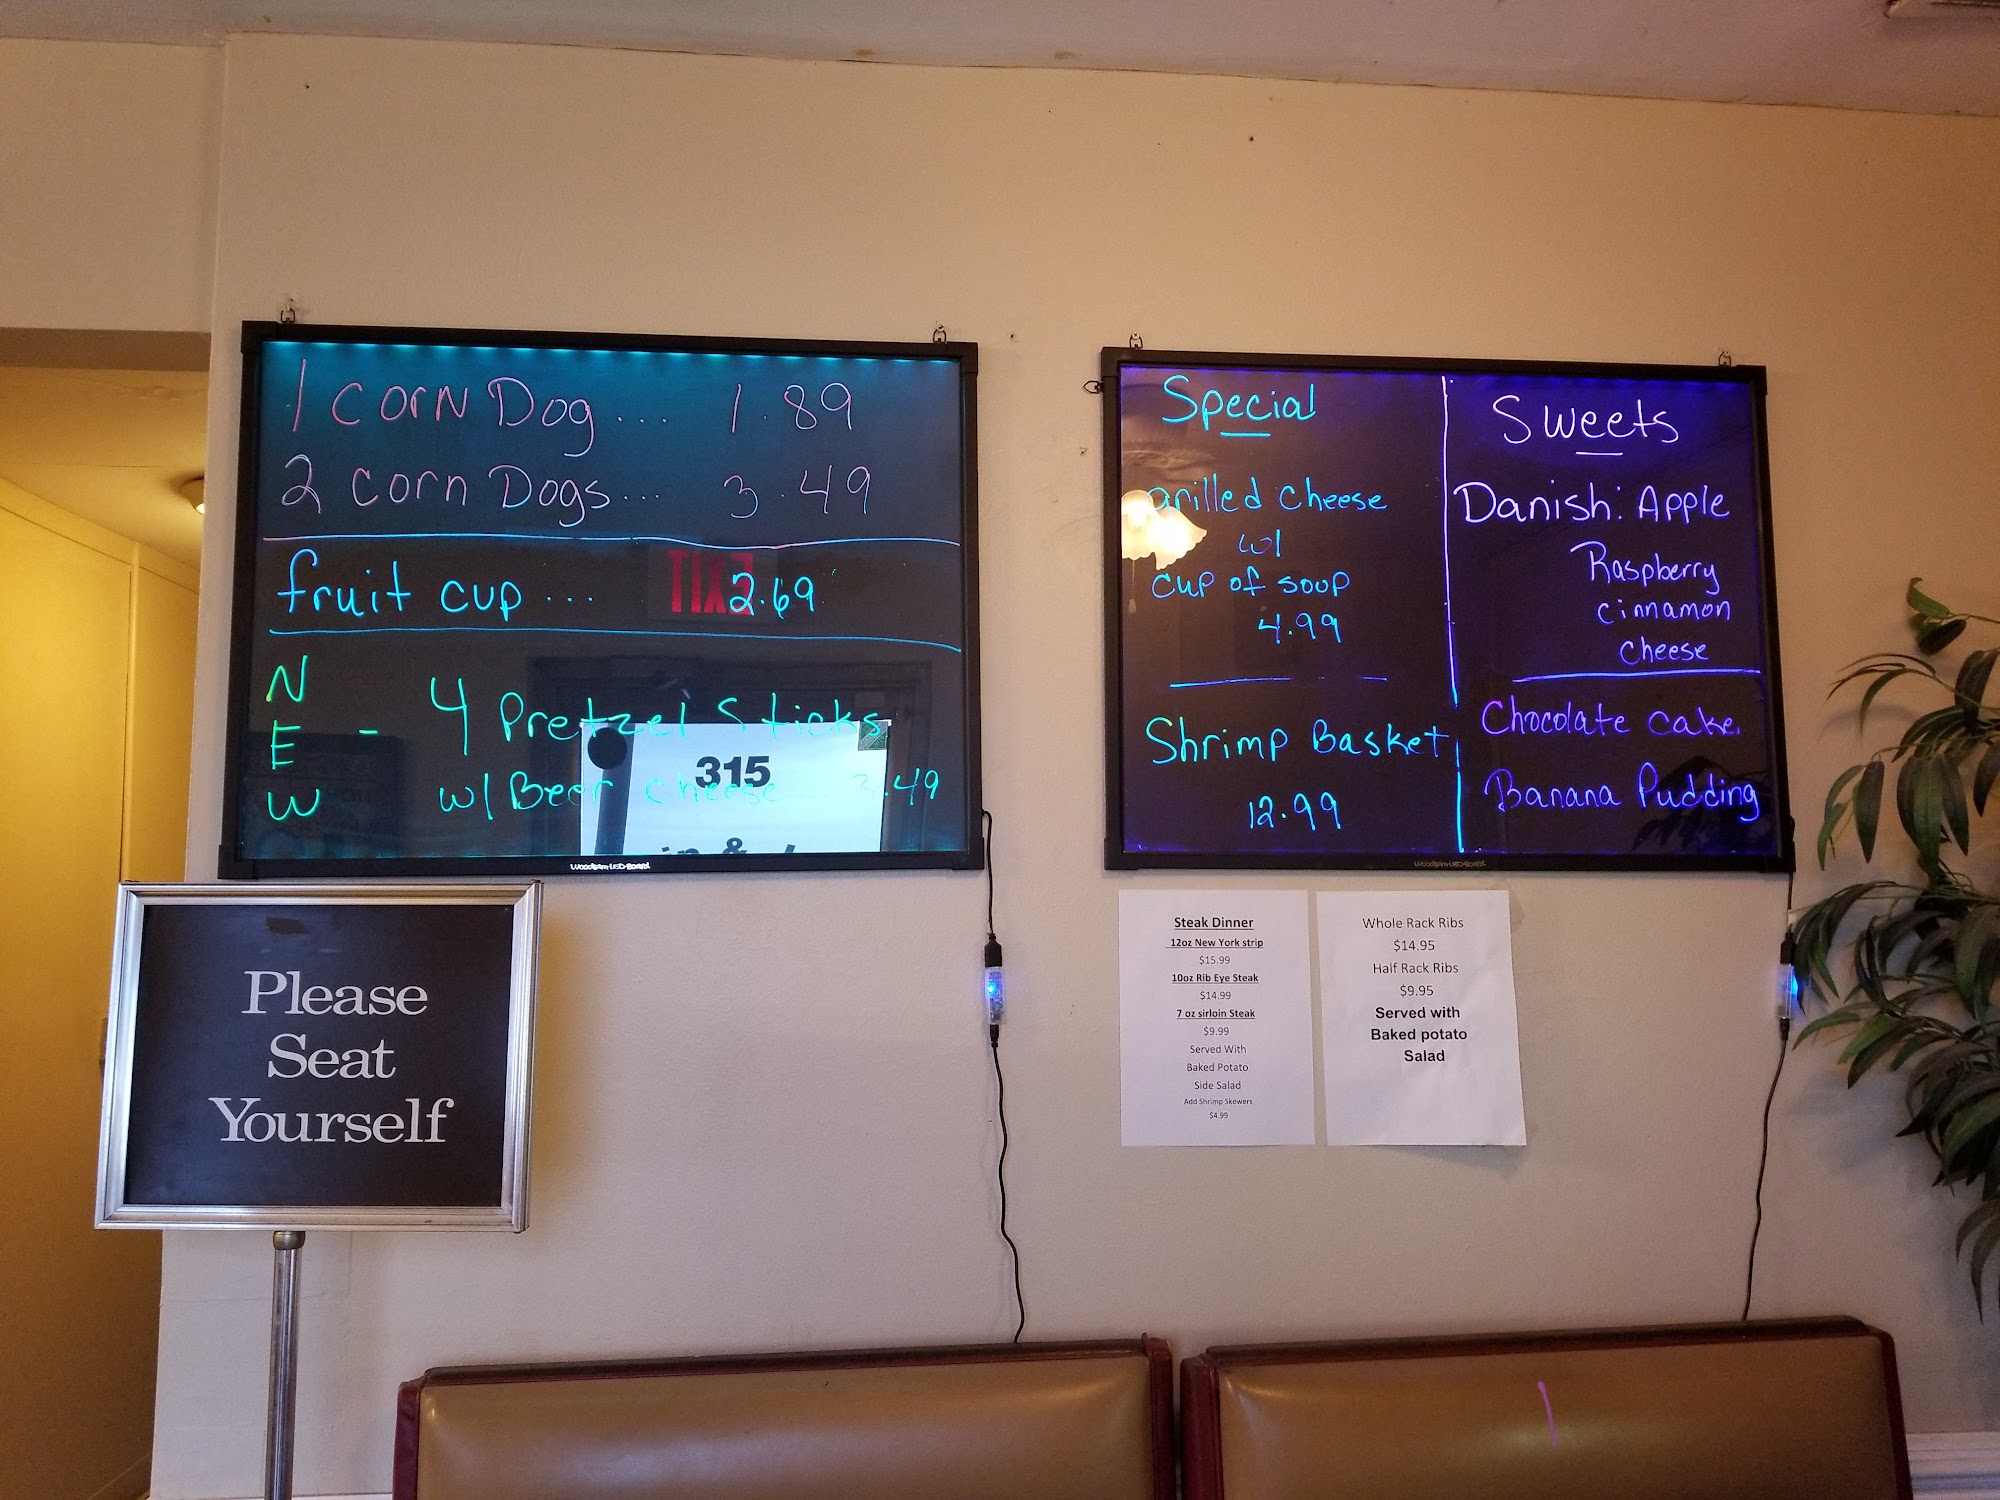 1 Corn Dog ... 1.89
2 Corn Dogs ... 3.49
fruit cup ... 2.69
EXIT
NEW - 4 Pretzel Sticks
w/ Beer cheese 3.49
315
Special
Grilled Cheese
w/
cup of soup
4.99
Shrimp Basket
12.99
Sweets
Danish: Apple
Raspberry
cinnamon
cheese
Chocolate cake
Banana Pudding
Please
Seat
Yourself
Steak Dinner
12oz New York strip
$15.99
10oz Rib Eye Steak
$14.99
7 oz sirloin Steak
$9.99
Served With
Baked Potato
Side Salad
Add Shrimp Skewers
$4.99
Whole Rack Ribs
$14.95
Half Rack Ribs
$9.95
Served with
Baked potato
Salad